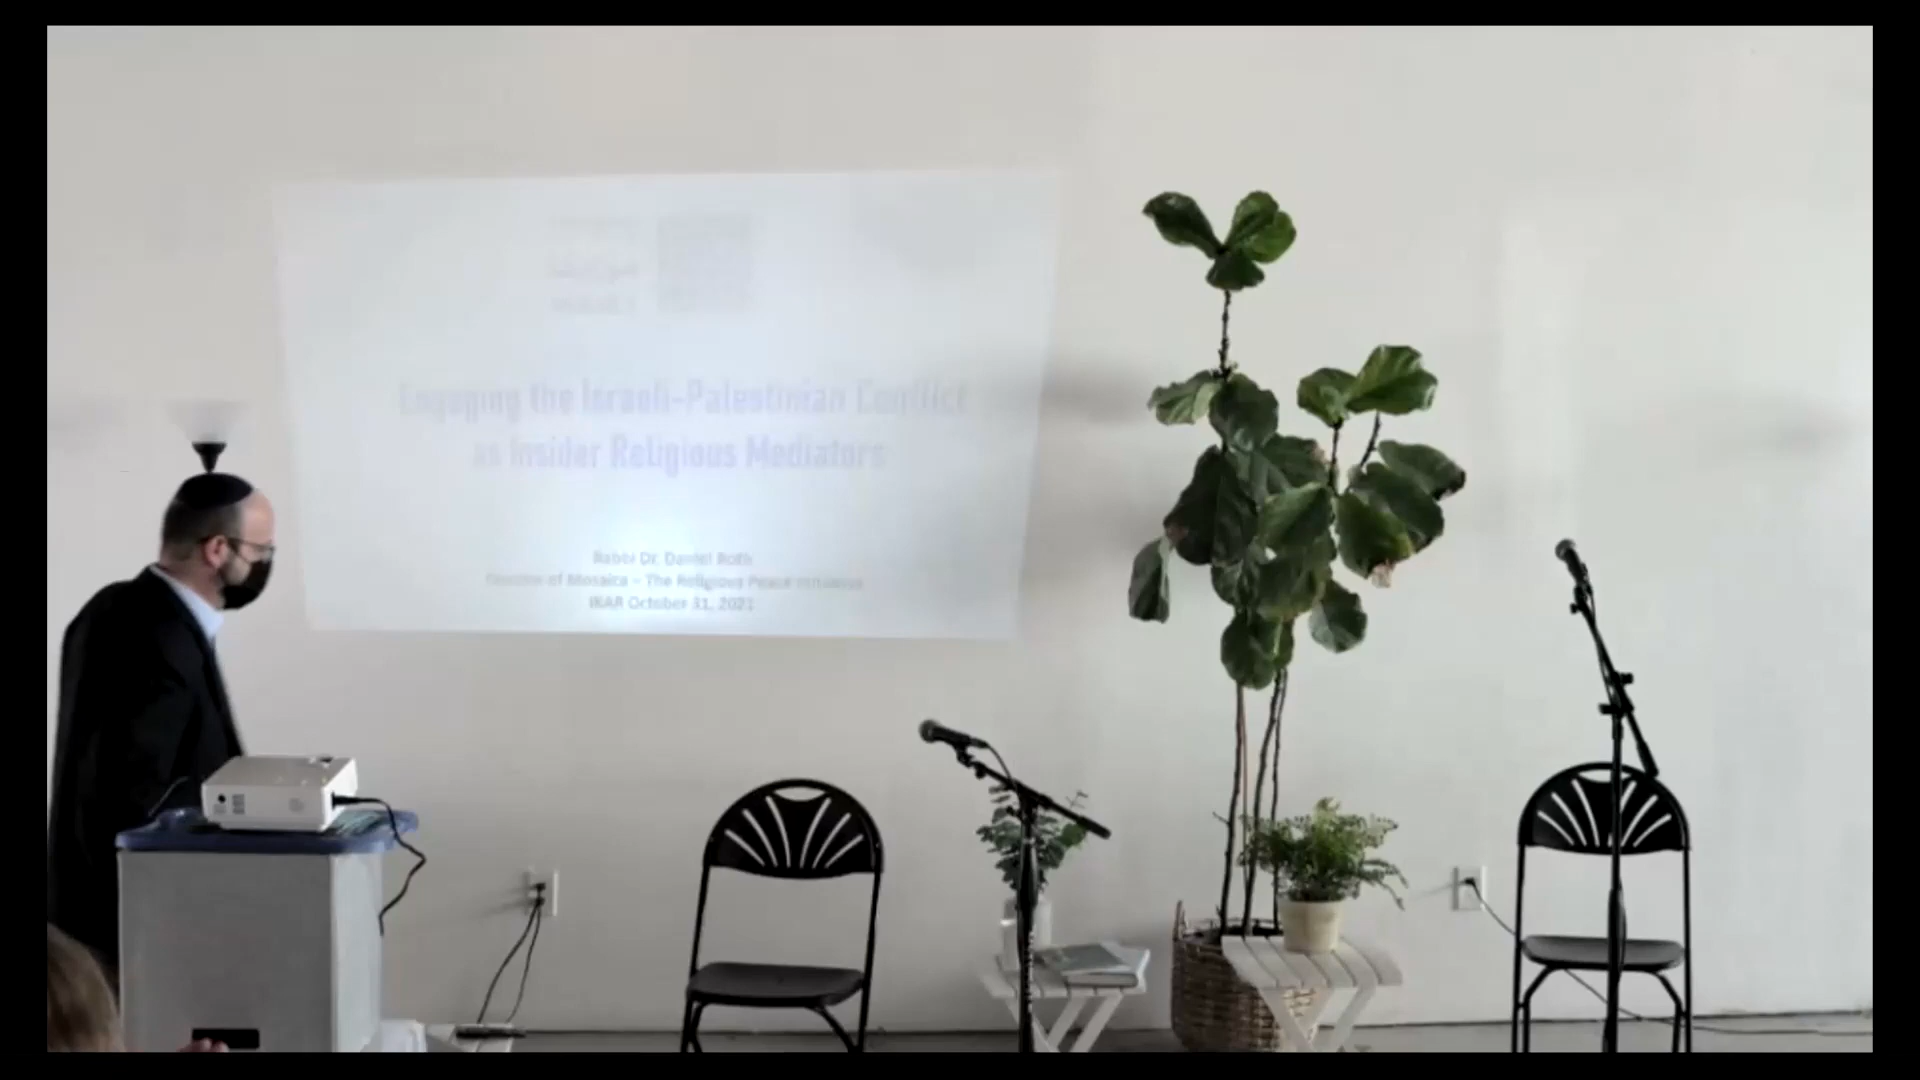 Engaging the Israeli-Palestinian Conflict
as Insider Religious Mediators
Rabbi Dr. Daniel Roth
Director of Mosaica – The Religious Peace Initiative
IKAR October 31, 2021